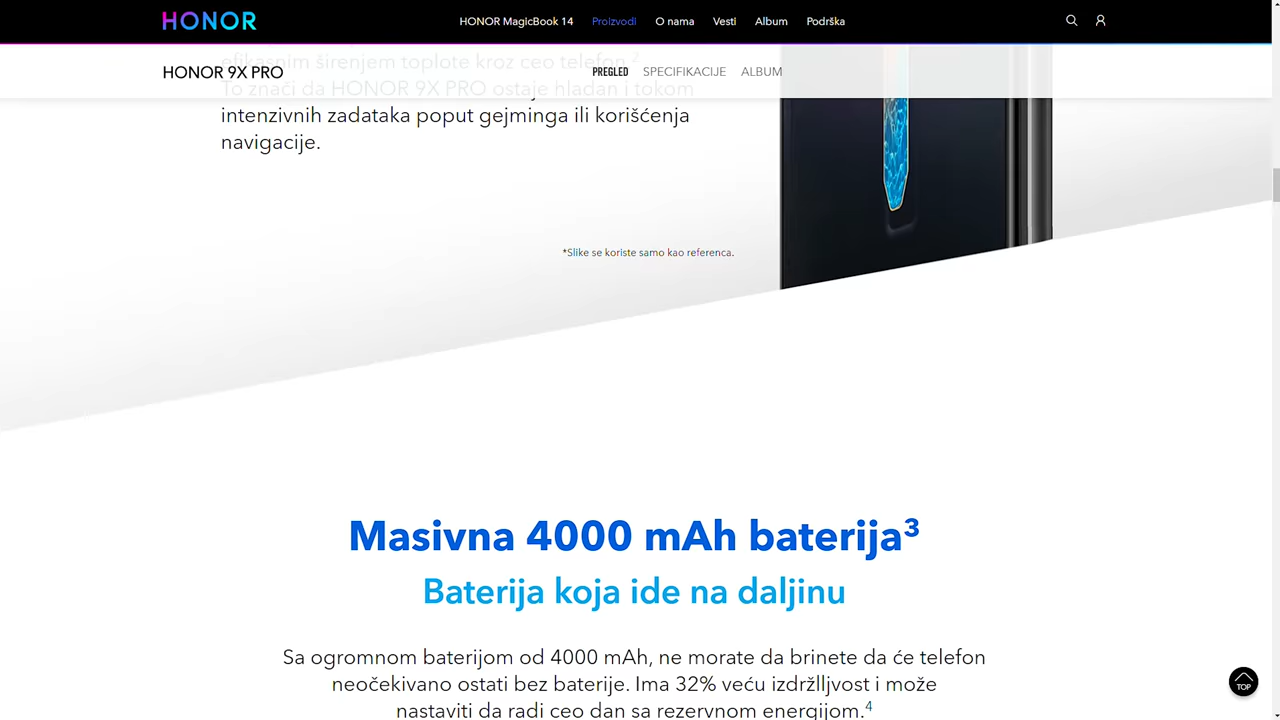 HONOR
HONOR MagicBook 14 Proizvodi O nama Vesti Album Podrška
efikasnim širenjem toplote kroz ceo telefon.2
HONOR 9X PRO PREGLED SPECIFIKACIJE ALBUM
To znači da HONOR 9X PRO ostaje hladan i tokom
intenzivnih zadataka poput gejminga ili korišćenja
navigacije.
*Slike se koriste samo kao referenca.
Masivna 4000 mAh baterija3
Baterija koja ide na daljinu
Sa ogromnom baterijom od 4000 mAh, ne morate da brinete da će telefon
neočekivano ostati bez baterije. Ima 32% veću izdržlljvost i može
nastaviti da radi ceo dan sa rezervnom energijom.4
TOP